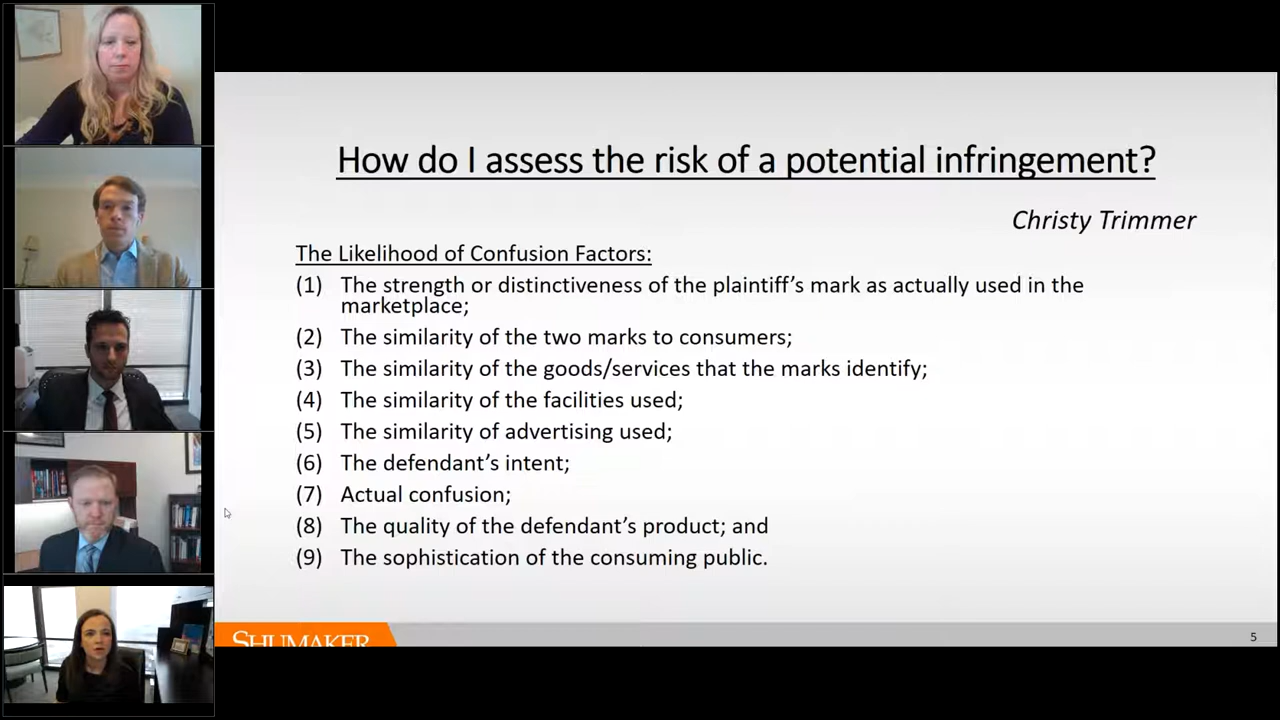 How do I assess the risk of a potential infringement?
Christy Trimmer
The Likelihood of Confusion Factors:
(1) The strength or distinctiveness of the plaintiff’s mark as actually used in the
marketplace;
(2) The similarity of the two marks to consumers;
(3) The similarity of the goods/services that the marks identify;
(4) The similarity of the facilities used;
(5) The similarity of advertising used;
(6) The defendant’s intent;
(7) Actual confusion;
(8) The quality of the defendant’s product; and
(9) The sophistication of the consuming public.
SHUMAKER
5